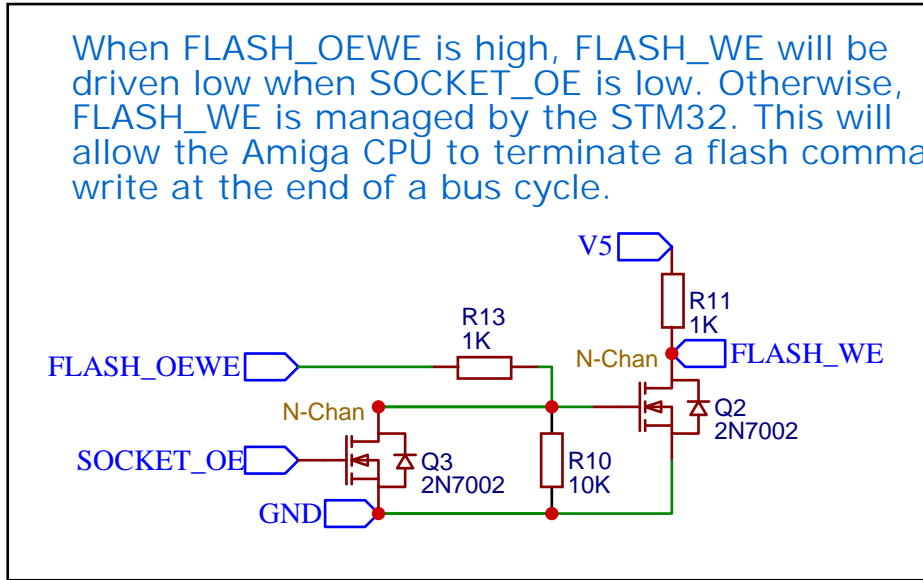 When FLASH_OEWE is high, FLASH_WE will be
driven low when SOCKET_OE is low. Otherwise,
FLASH_WE is managed by the STM32. This will
allow the Amiga CPU to terminate a flash comma
write at the end of a bus cycle.
V5
R11
1K
R13
1K
FLASH_OEWE
N-Chan
FLASH_WE
N-Chan
Q2
2N7002
SOCKET_OE
Q3
2N7002
R10
10K
GND